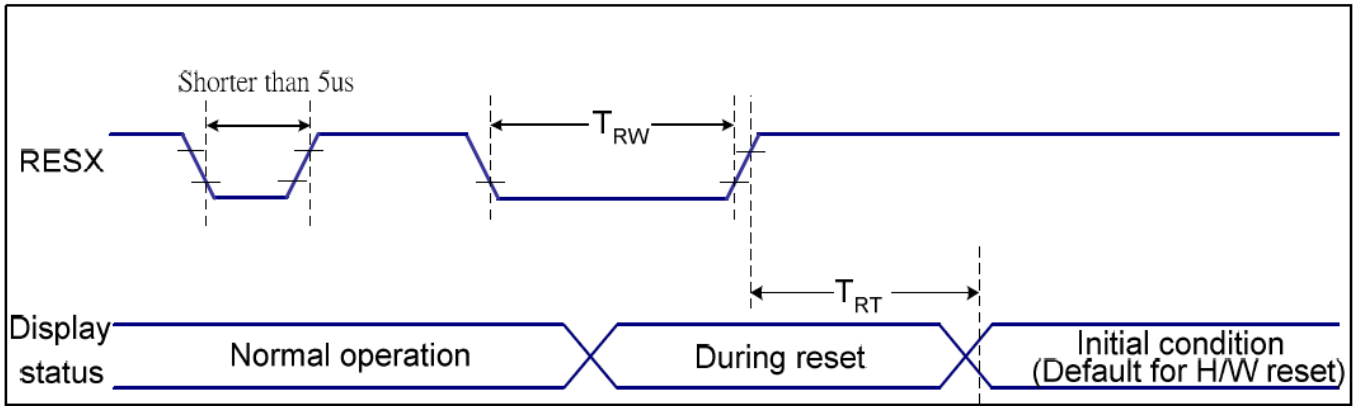 Shorter than 5us
RESX
TRW
TRT
Display
status
Normal operation
During reset
Initial condition
(Default for H/W reset)